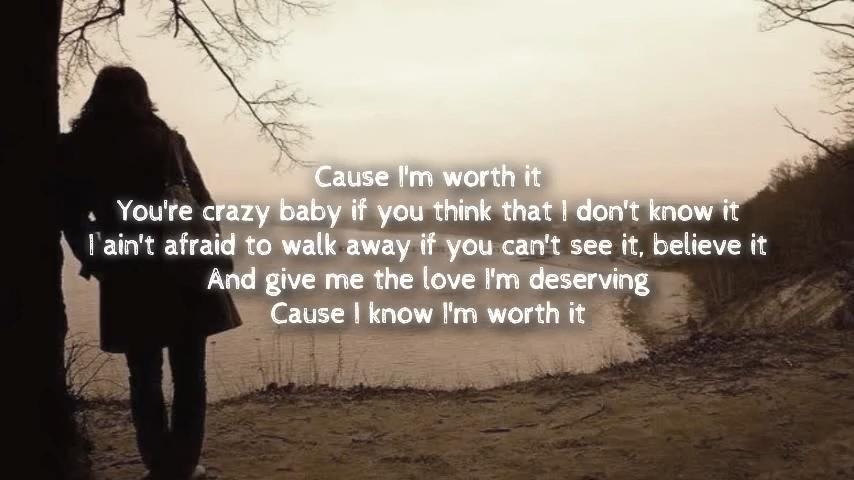 Cause I'm worth it
You're crazy baby if you think that I don't know it
I ain't afraid to walk away if you can't see it, believe it
And give me the love I'm deserving
Cause I know I'm worth it